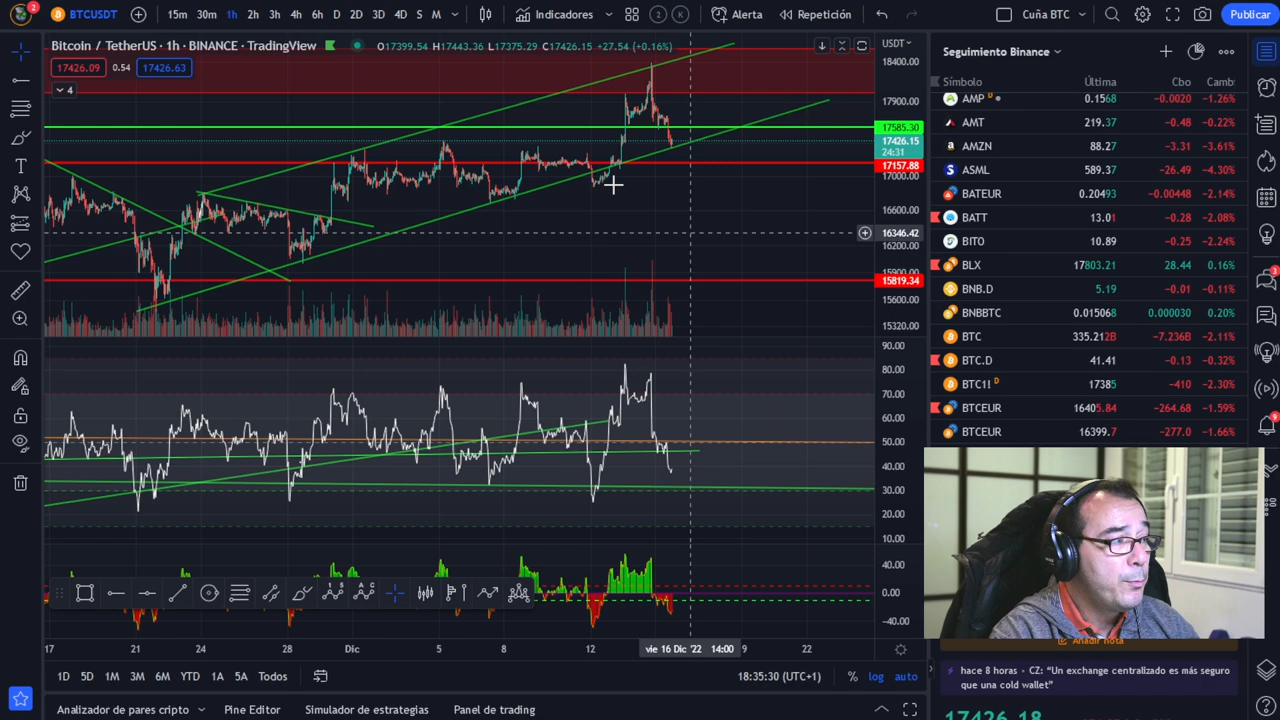 2
BTCUSDT
15m 30m 1h 2h 3h 4h 6h D 2D 3D 4D S M
Indicadores
2 K
Alerta
Repetición
Cuña BTC
Publicar
Bitcoin / TetherUS · 1h · BINANCE · TradingView
O17399.54 H17443.36 L17375.29 C17426.15 +27.54 (+0.16%)
USDT
17426.09 0.54 17426.63
4
18400.00
17900.00
17585.30
17426.15
24:31
17157.88
17000.00
16600.00
16346.42
16200.00
15900.00
15819.34
15600.00
15320.00
90.00
80.00
70.00
60.00
50.00
40.00
30.00
20.00
10.00
40.00
0.00
−40.00
17 21 24 28 Dic 5 8 12 vie 16 Dic '22 14:00 9 22
1D 5D 1M 3M 6M YTD 1A 5A Todos
18:35:30 (UTC+1) % log auto
Analizador de pares cripto Pine Editor Simulador de estrategias Panel de trading
Seguimiento Binance
Símbolo Última Cbo Camb
AMP D 0.1568 −0.0020 −1.26%
AMT 219.37 −0.48 −0.22%
AMZN 88.27 −3.31 −3.61%
ASML 589.37 −26.49 −4.30%
BATEUR 0.20493 −0.00448 −2.14%
BATT 13.01 −0.28 −2.08%
BITO 10.89 −0.25 −2.24%
BLX 17803.21 28.44 0.16%
BNB.D 5.19 −0.01 −0.11%
BNBBTC 0.015068 0.000030 0.20%
BTC 335.212B −7.236B −2.11%
BTC.D 41.41 −0.13 −0.32%
BTC1! D 17385 −410 −2.30%
BTCEUR 16405.84 −264.68 −1.59%
BTCEUR 16399.7 −277.0 −1.66%
3
9
Añadir nota
hace 8 horas · CZ: “Un exchange centralizado es más seguro
que una cold wallet”
17426.18